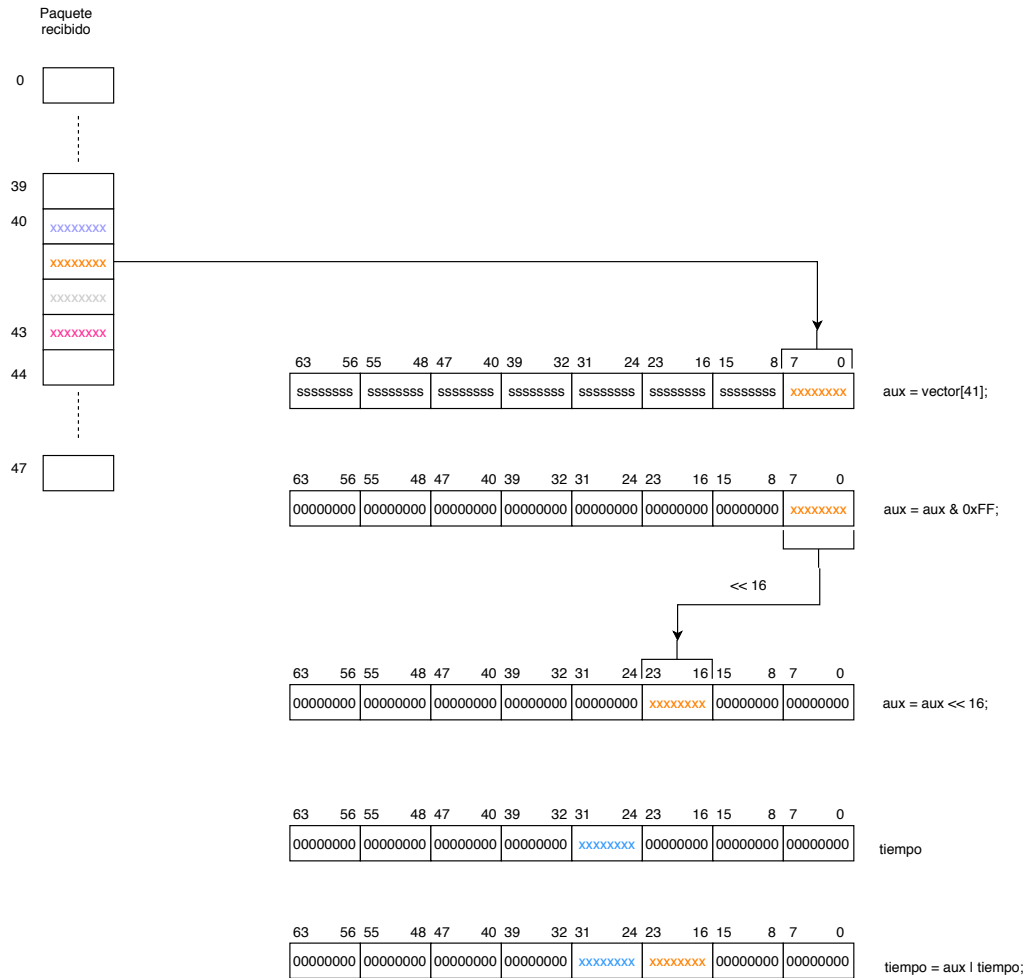 Paquete
recibido
0
39
40
xxxxxxxx
xxxxxxxx
xxxxxxxx
43
xxxxxxxx
44
47
63 56 55 48 47 40 39 32 31 24 23 16 15 8 7 0
ssssssss ssssssss ssssssss ssssssss ssssssss ssssssss ssssssss xxxxxxxx
aux = vector[41];
63 56 55 48 47 40 39 32 31 24 23 16 15 8 7 0
00000000 00000000 00000000 00000000 00000000 00000000 00000000 xxxxxxxx
aux = aux & 0xFF;
<< 16
63 56 55 48 47 40 39 32 31 24 23 16 15 8 7 0
00000000 00000000 00000000 00000000 00000000 xxxxxxxx 00000000 00000000
aux = aux << 16;
63 56 55 48 47 40 39 32 31 24 23 16 15 8 7 0
00000000 00000000 00000000 00000000 xxxxxxxx 00000000 00000000 00000000
tiempo
63 56 55 48 47 40 39 32 31 24 23 16 15 8 7 0
00000000 00000000 00000000 00000000 xxxxxxxx xxxxxxxx 00000000 00000000
tiempo = aux | tiempo;